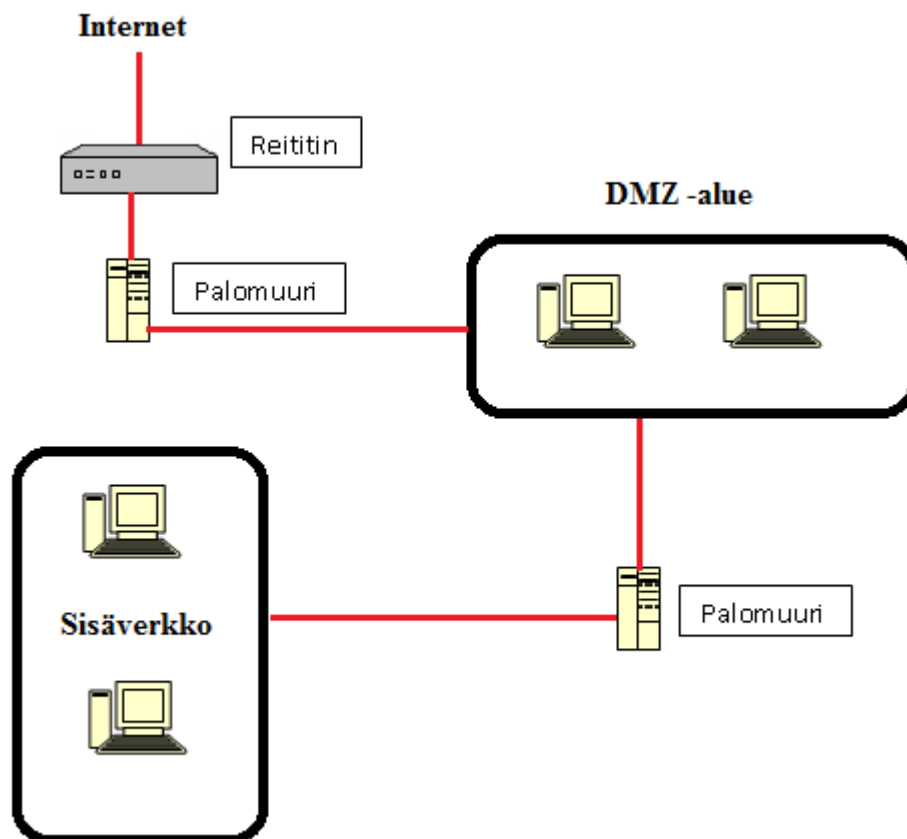 Internet
Reititin
DMZ -alue
Palomuuri
Sisäverkko
Palomuuri